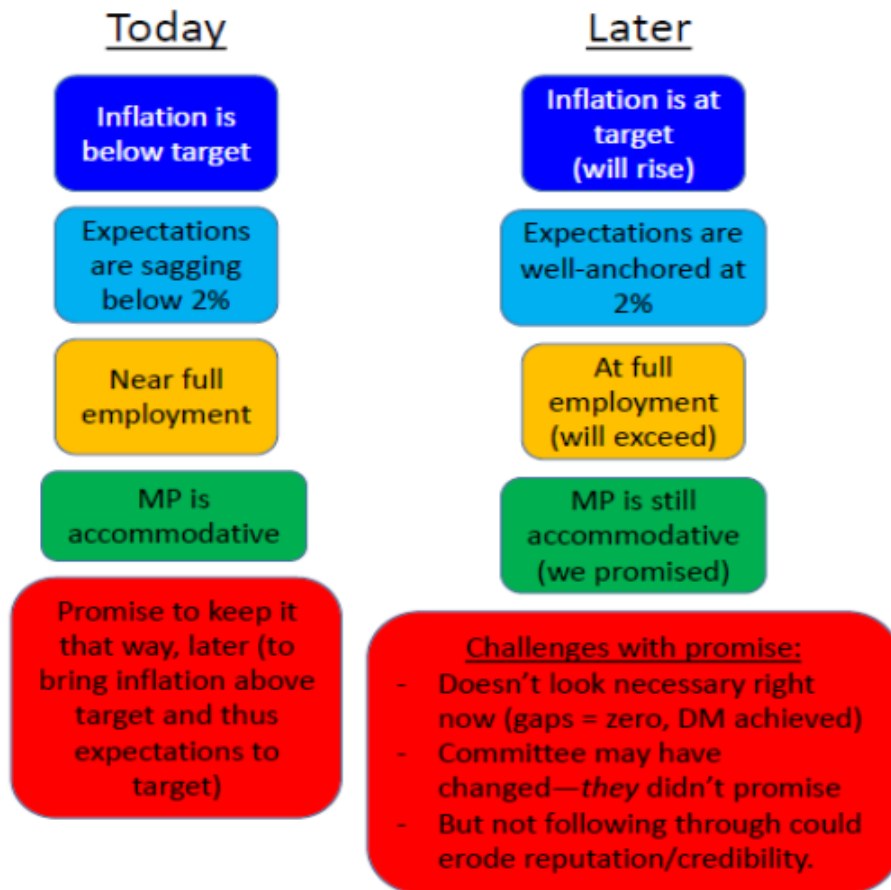 Today
Inflation is
below target
Expectations
are sagging
below 2%
Near full
employment
MP is
accommodative
Promise to keep it
that way, later (to
bring inflation above
target and thus
expectations to
target)
Later
Inflation is at
target
(will rise)
Expectations are
well-anchored at
2%
At full
employment
(will exceed)
MP is still
accommodative
(we promised)
Challenges with promise:
- Doesn’t look necessary right
now (gaps = zero, DM achieved)
- Committee may have
changed—they didn’t promise
- But not following through could
erode reputation/credibility.